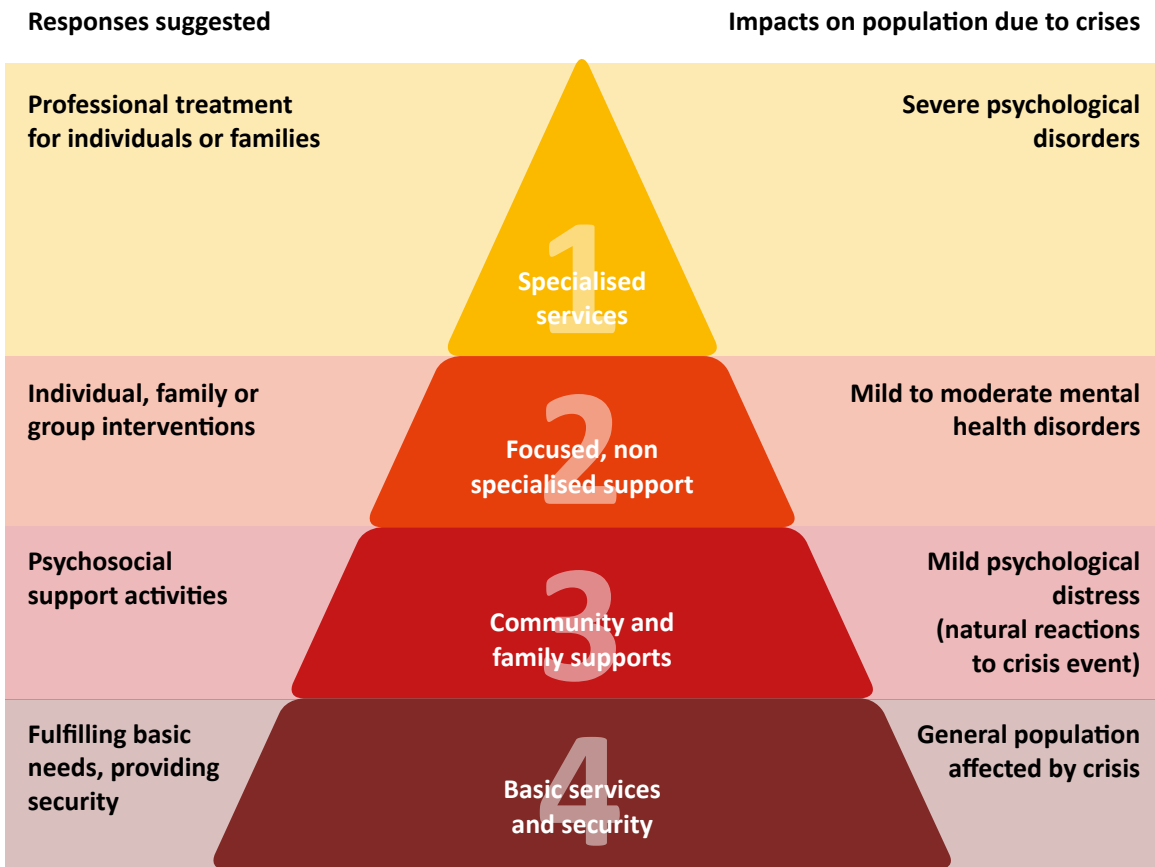 Responses suggested
Impacts on population due to crises
Professional treatment
for individuals or families
1
Specialised
services
Severe psychological
disorders
Individual, family or
group interventions
2
Focused, non
specialised support
Mild to moderate mental
health disorders
Psychosocial
support activities
3
Community and
family supports
Mild psychological
distress
(natural reactions
to crisis event)
Fulfilling basic
needs, providing
security
4
Basic services
and security
General population
affected by crisis